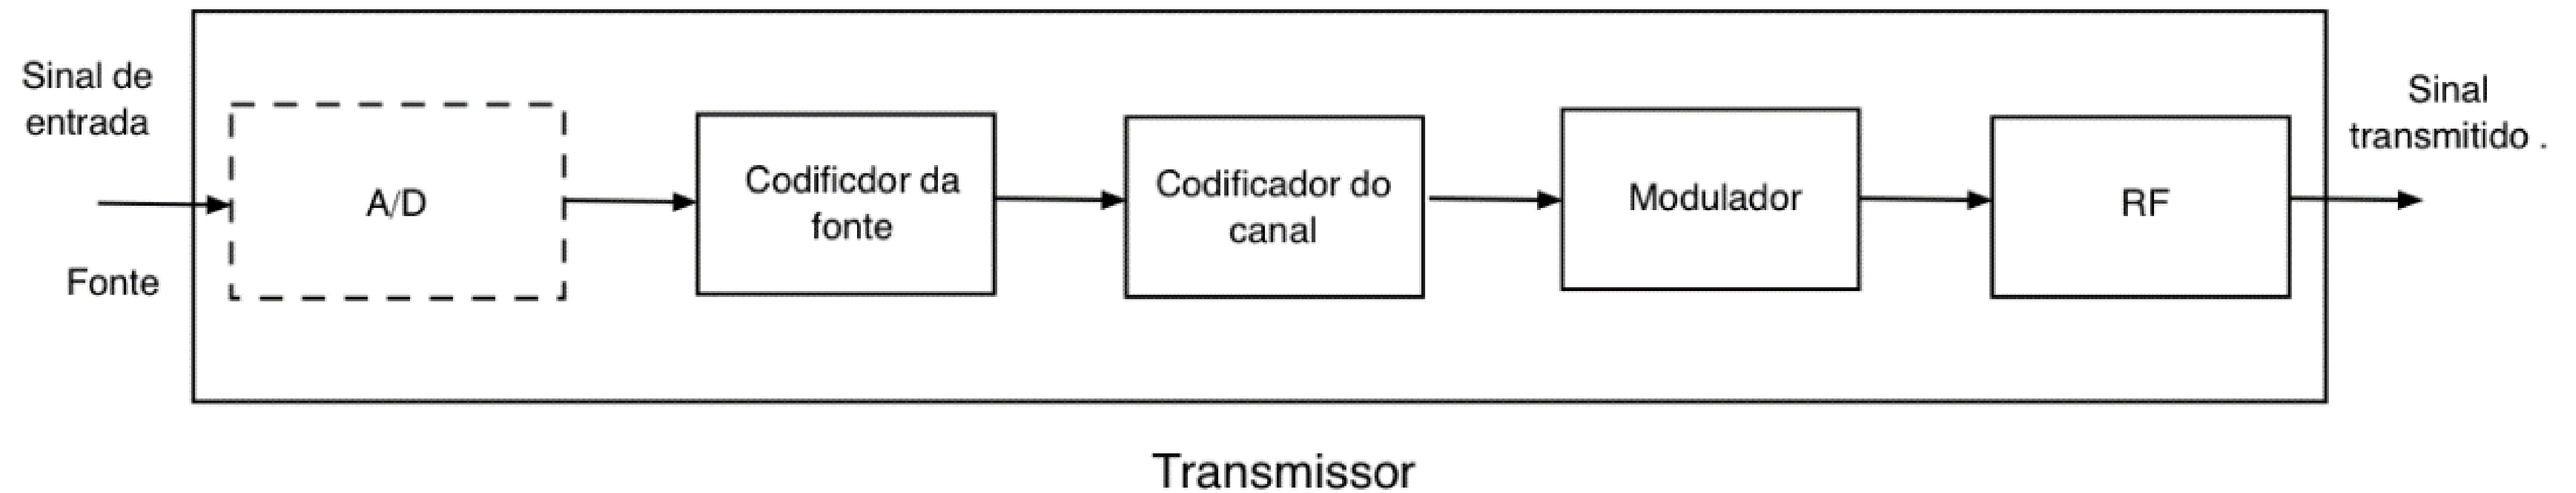 Sinal de
entrada
Fonte
A/D
Codificdor da
fonte
Codificador do
canal
Modulador
RF
Sinal
transmitido .
Transmissor